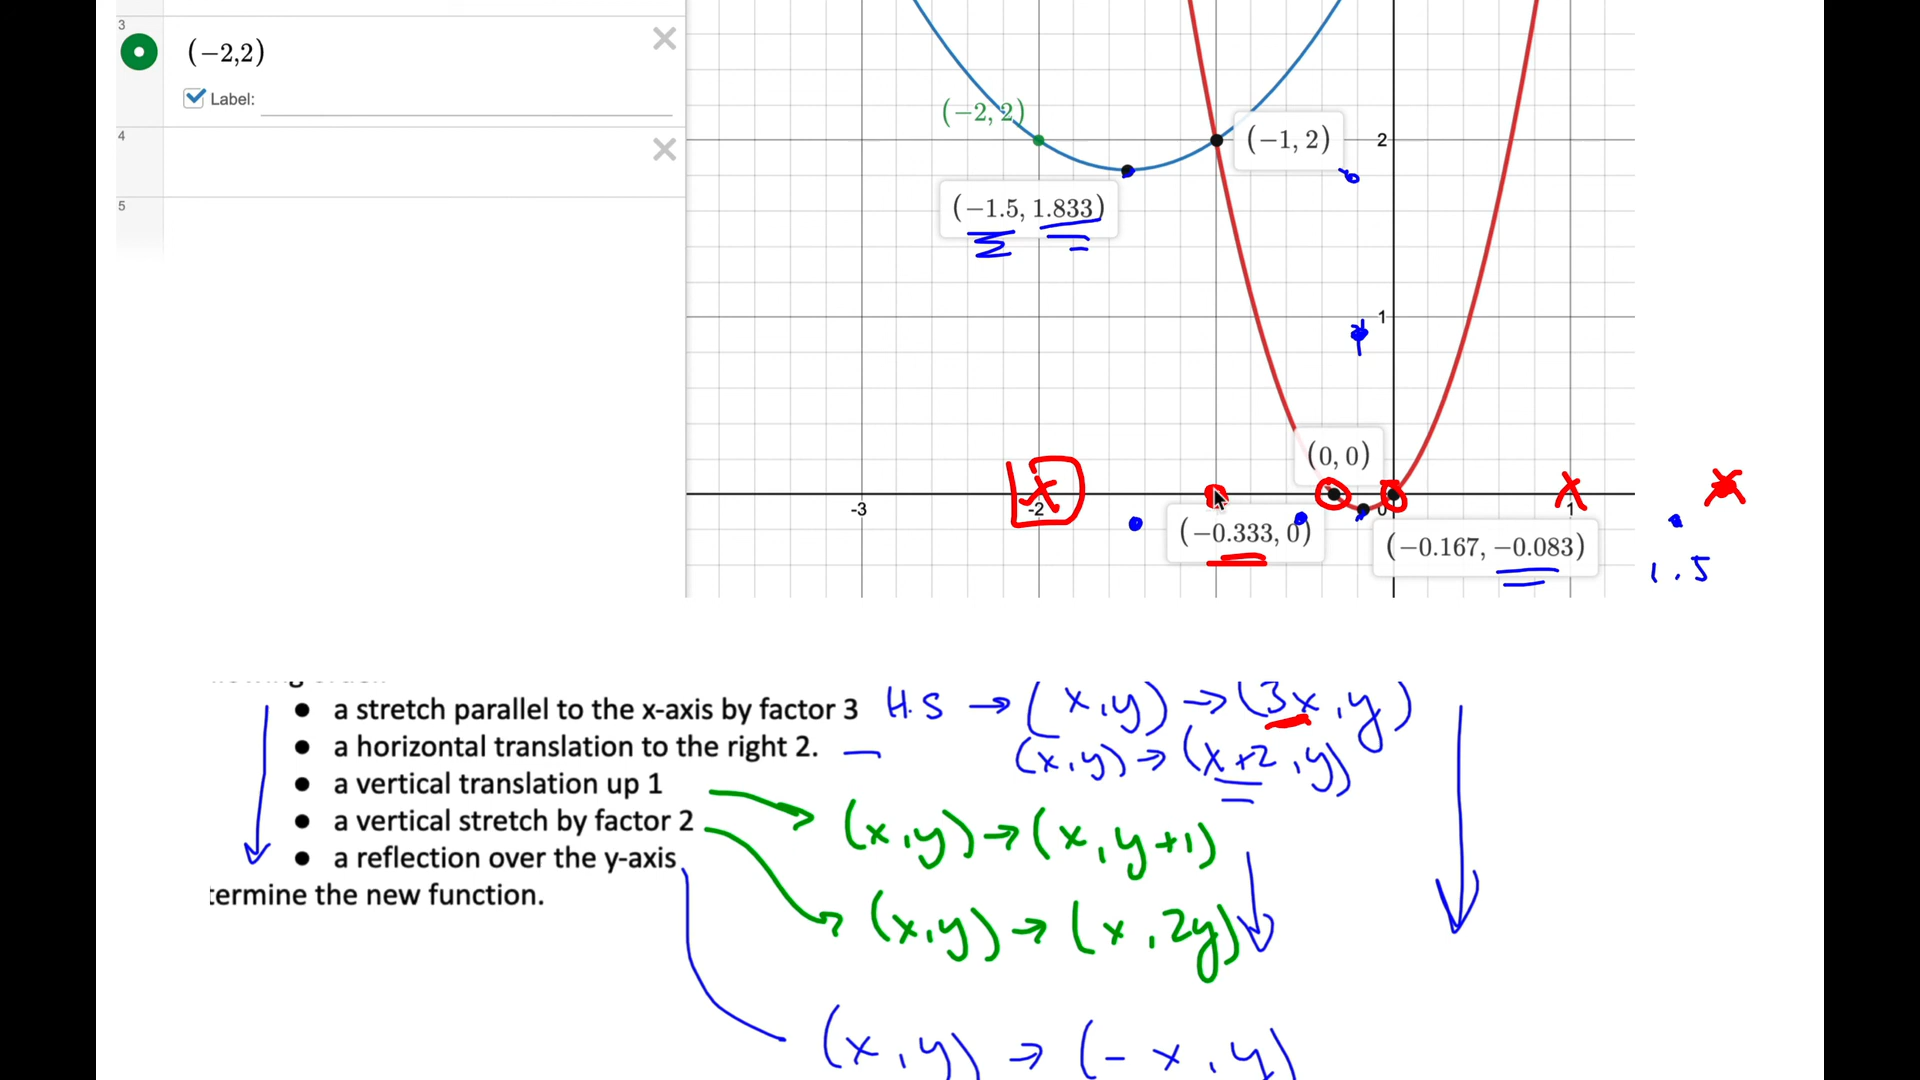 3
(−2,2)
Label:
4
5
(−2, 2)
(−1, 2)
2
(−1.5, 1.833)
1
(0, 0)
X
X
-3
-2
0
1
(−0.333, 0)
(−0.167, −0.083)
1.5
● a stretch parallel to the x-axis by factor 3 H.S → (x,y) → (3x,y)
● a horizontal translation to the right 2. — (x,y) → (x+2,y)
● a vertical translation up 1 (x,y) → (x,y+1)
● a vertical stretch by factor 2
● a reflection over the y-axis
termine the new function. (x,y) → (x,2y)
(x,y) → (-x,y)